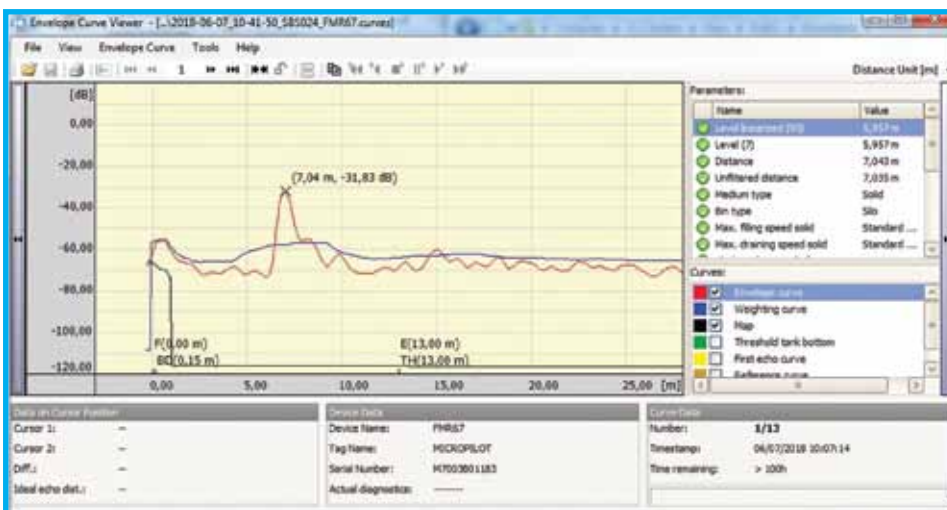 Envelope Curve Viewer - [..\2018-06-07_10-41-50_SBS024_FMR67.curves]
File View Envelope Curve Tools Help
1
Distance Unit [m]
[dB]
0,00
-20,00
-40,00
-60,00
-80,00
-100,00
-120,00
(7,04 m, -31,83 dB)
F(0,00 m)
BD(0,15 m)
E(13,00 m)
TH(13,00 m)
0,00 5,00 10,00 15,00 20,00 25,00 [m]
Parameters:
Name Value
Level linearized 5,957 m
Level (7) 5,957 m
Distance 7,043 m
Unfiltered distance 7,035 m
Medium type Solid
Bin type Silo
Max. filling speed solid Standard ...
Max. draining speed solid Standard ...
Curves:
Envelope curve
Weighting curve
Map
Threshold tank bottom
First echo curve
Reference curve
Data on Cursor Position
Cursor 1: --
Cursor 2: --
Diff.: --
Ideal echo dist.: --
Device Data
Device Name: FMR67
Tag Name: MICROPILOT
Serial Number: M7003B01183
Actual diagnostics: -------
Curve Data
Number: 1/13
Timestamp: 06/07/2018 10:07:14
Time remaining: > 100h